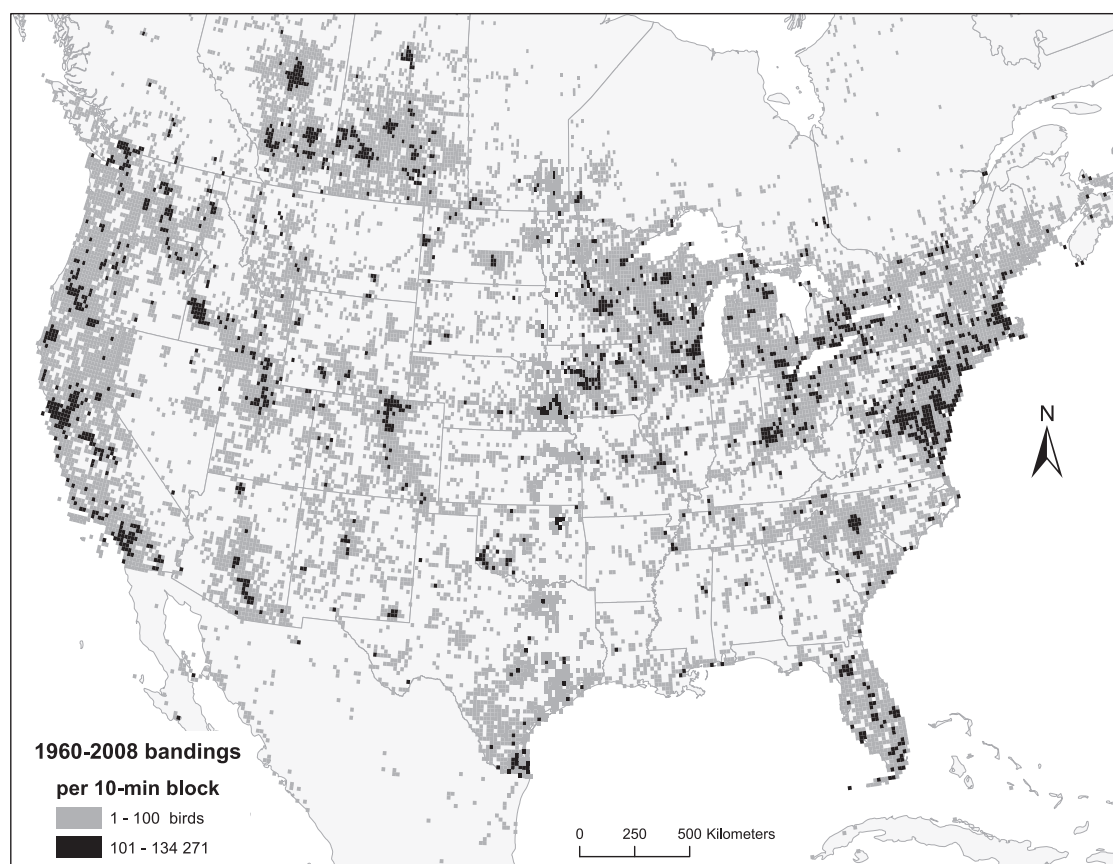 N
1960-2008 bandings
per 10-min block
1 - 100 birds
101 - 134 271
0 250 500 Kilometers